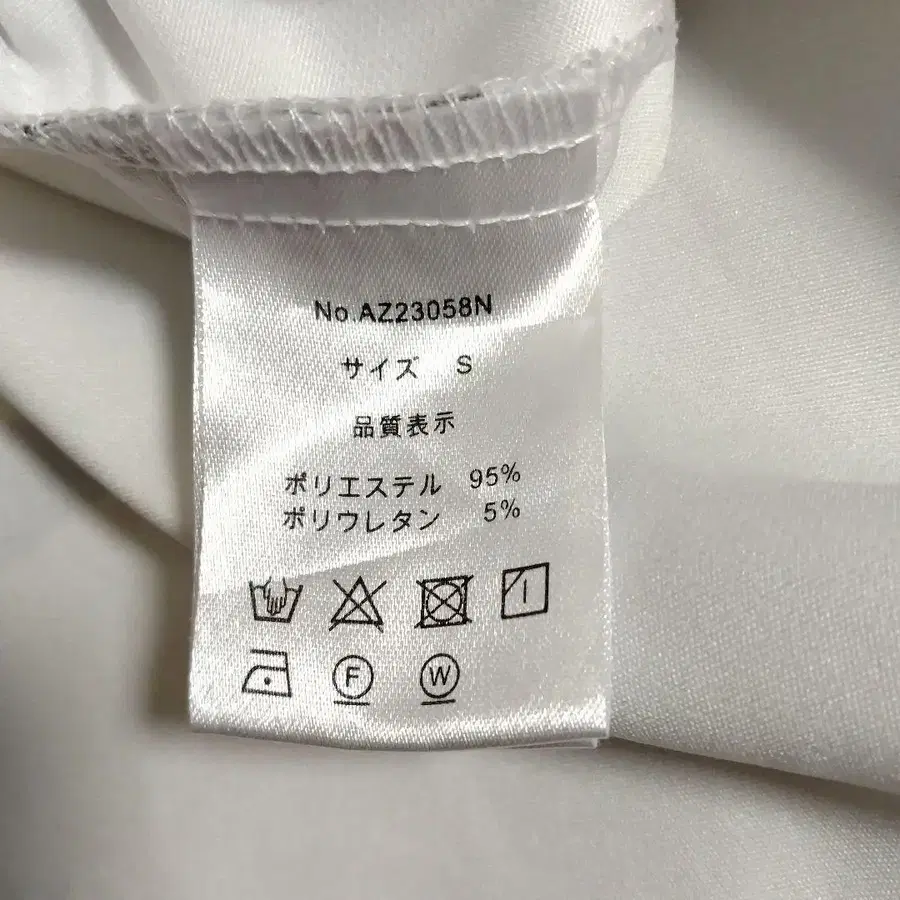 No.AZ23058N
サイズ S
品質表示
ポリエステル 95%
ポリウレタン 5%
F W